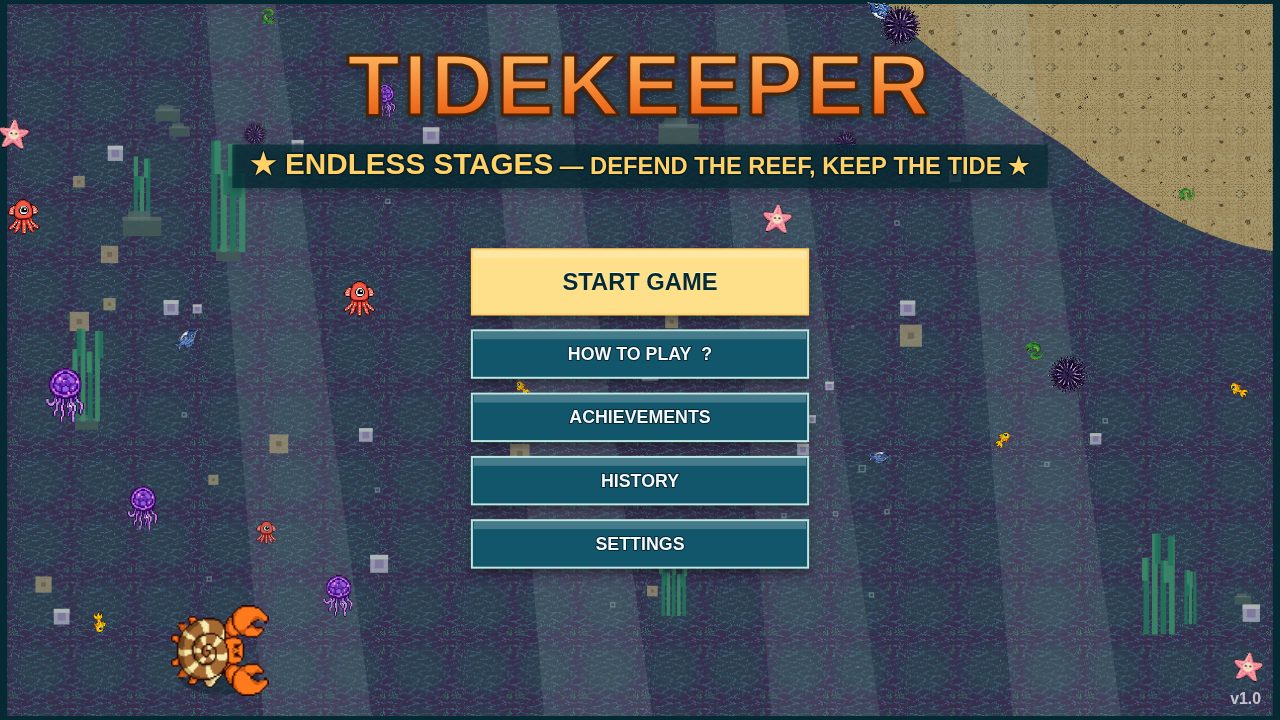 TIDEKEEPER
★ ENDLESS STAGES — DEFEND THE REEF, KEEP THE TIDE ★
START GAME
HOW TO PLAY ?
ACHIEVEMENTS
HISTORY
SETTINGS
v1.0